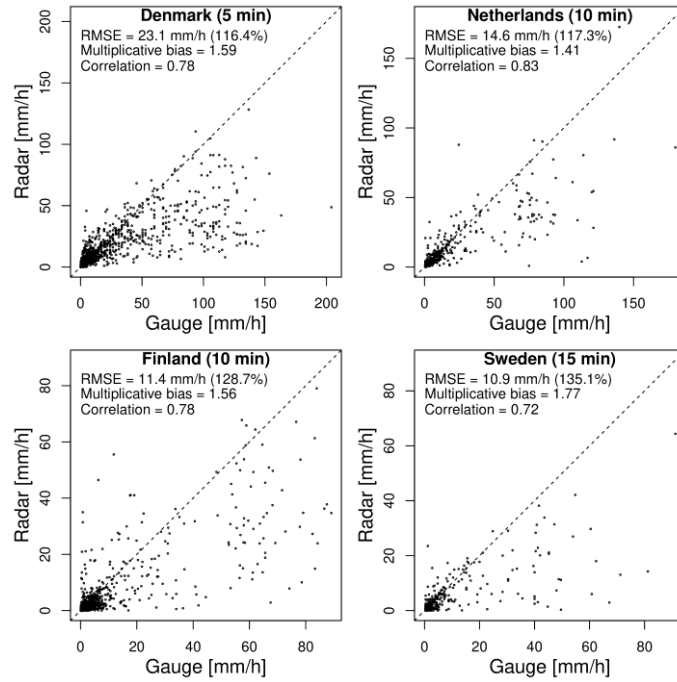 Denmark (5 min)
RMSE = 23.1 mm/h (116.4%)
Multiplicative bias = 1.59
Correlation = 0.78
Radar [mm/h]
0 50 100 150 200
0 50 100 150 200
Gauge [mm/h]
Netherlands (10 min)
RMSE = 14.6 mm/h (117.3%)
Multiplicative bias = 1.41
Correlation = 0.83
Radar [mm/h]
0 50 100 150
0 50 100 150
Gauge [mm/h]
Finland (10 min)
RMSE = 11.4 mm/h (128.7%)
Multiplicative bias = 1.56
Correlation = 0.78
Radar [mm/h]
0 20 40 60 80
0 20 40 60 80
Gauge [mm/h]
Sweden (15 min)
RMSE = 10.9 mm/h (135.1%)
Multiplicative bias = 1.77
Correlation = 0.72
Radar [mm/h]
0 20 40 60 80
0 20 40 60 80
Gauge [mm/h]